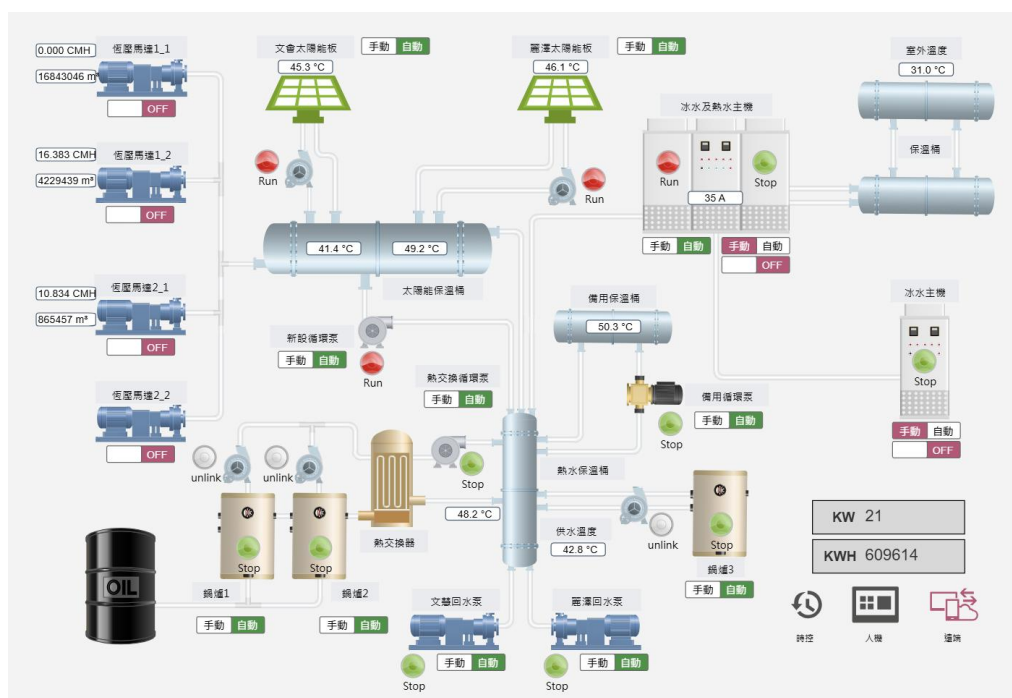 0.000 CMH
恆壓馬達1_1
16843046 m³
OFF
16.383 CMH
恆壓馬達1_2
4229439 m³
OFF
10.834 CMH
恆壓馬達2_1
865457 m³
OFF
恆壓馬達2_2
OFF
文會太陽能板
手動 自動
45.3 °C
Run
麗澤太陽能板
手動 自動
46.1 °C
Run
41.4 °C
49.2 °C
太陽能保溫桶
新設循環泵
手動 自動
Run
冰水及熱水主機
Run
Stop
35 A
手動 自動
手動 自動
OFF
室外溫度
31.0 °C
保溫桶
冰水主機
Stop
手動 自動
OFF
備用保溫桶
50.3 °C
備用循環泵
手動 自動
Stop
熱交換循環泵
手動 自動
Stop
熱水保溫桶
48.2 °C
供水溫度
42.8 °C
unlink
unlink
Stop
Stop
熱交換器
OIL
鍋爐1
手動 自動
鍋爐2
手動 自動
unlink
Stop
鍋爐3
手動 自動
文慧回水泵
手動 自動
Stop
麗澤回水泵
手動 自動
Stop
KW 21
KWH 609614
時控
人機
遠端